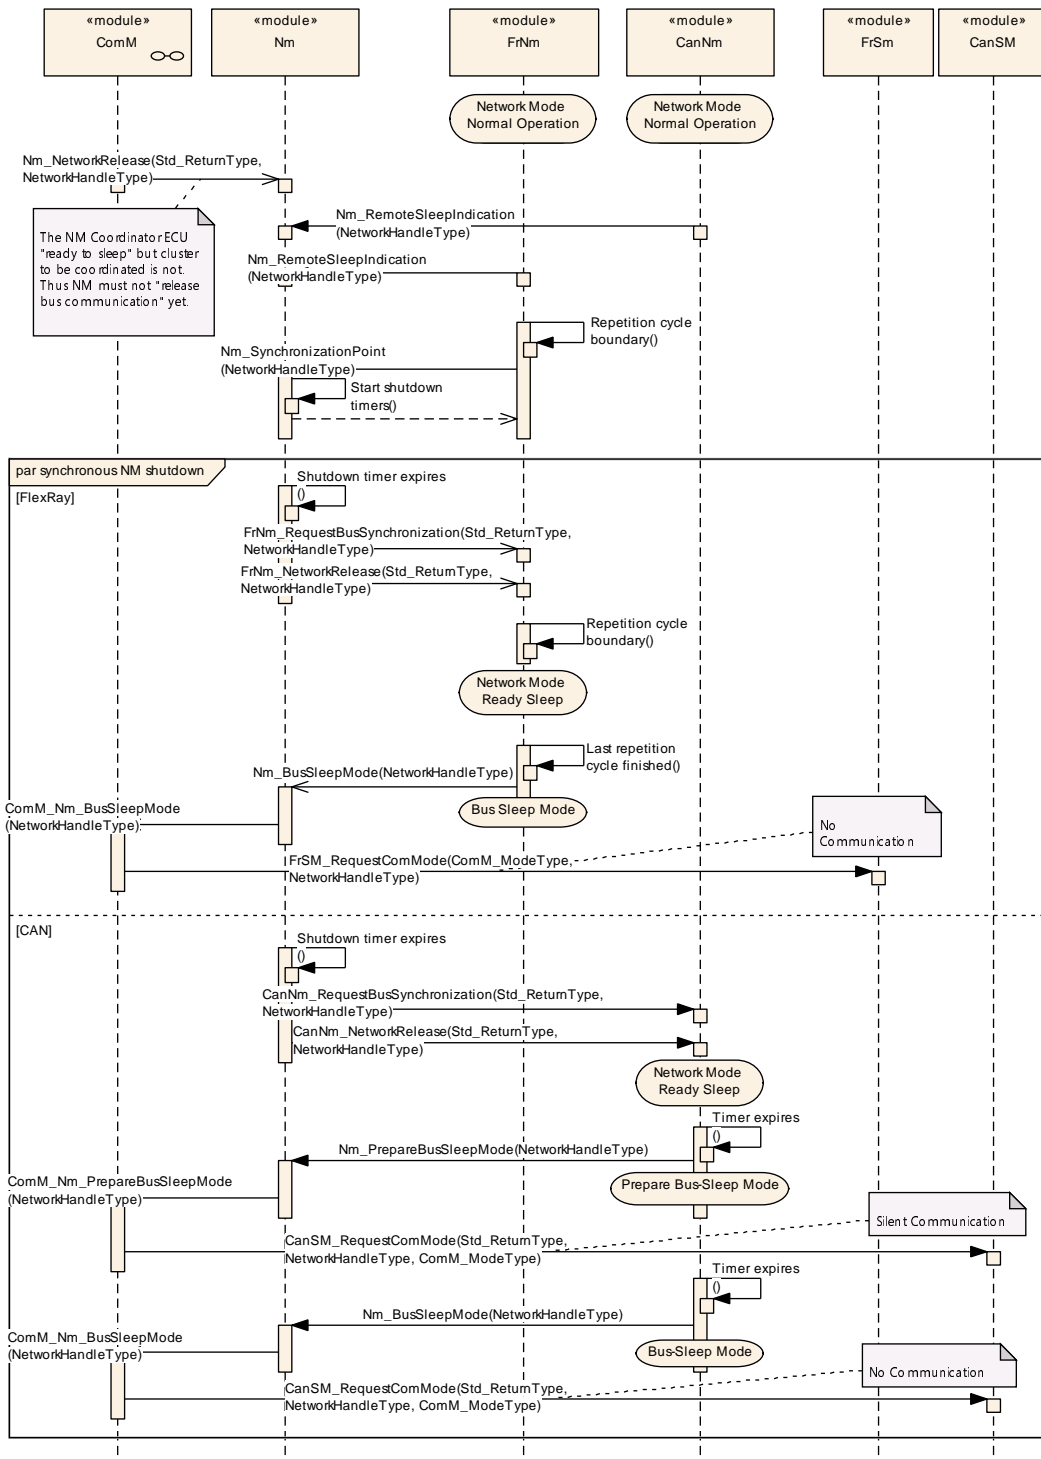 «module»
ComM
«module»
Nm
«module»
FrNm
«module»
CanNm
«module»
FrSm
«module»
CanSM
Network Mode
Normal Operation
Network Mode
Normal Operation
Nm_NetworkRelease(Std_ReturnType,
NetworkHandleType)
The NM Coordinator ECU
"ready to sleep" but cluster
to be coordinated is not.
Thus NM must not "release
bus communication" yet.
Nm_RemoteSleepIndication
(NetworkHandleType)
Nm_RemoteSleepIndication
(NetworkHandleType)
Repetition cycle
boundary()
Nm_SynchronizationPoint
(NetworkHandleType)
Start shutdown
timers()
par synchronous NM shutdown
[FlexRay]
Shutdown timer expires
()
FrNm_RequestBusSynchronization(Std_ReturnType,
NetworkHandleType)
FrNm_NetworkRelease(Std_ReturnType,
NetworkHandleType)
Repetition cycle
boundary()
Network Mode
Ready Sleep
Last repetition
cycle finished()
Nm_BusSleepMode(NetworkHandleType)
Bus Sleep Mode
ComM_Nm_BusSleepMode
(NetworkHandleType)
No
Communication
FrSM_RequestComMode(ComM_ModeType,
NetworkHandleType)
[CAN]
Shutdown timer expires
()
CanNm_RequestBusSynchronization(Std_ReturnType,
NetworkHandleType)
CanNm_NetworkRelease(Std_ReturnType,
NetworkHandleType)
Network Mode
Ready Sleep
Timer expires
()
Nm_PrepareBusSleepMode(NetworkHandleType)
Prepare Bus-Sleep Mode
ComM_Nm_PrepareBusSleepMode
(NetworkHandleType)
Silent Communication
CanSM_RequestComMode(Std_ReturnType,
NetworkHandleType, ComM_ModeType)
Timer expires
()
Nm_BusSleepMode(NetworkHandleType)
Bus-Sleep Mode
ComM_Nm_BusSleepMode
(NetworkHandleType)
No Communication
CanSM_RequestComMode(Std_ReturnType,
NetworkHandleType, ComM_ModeType)